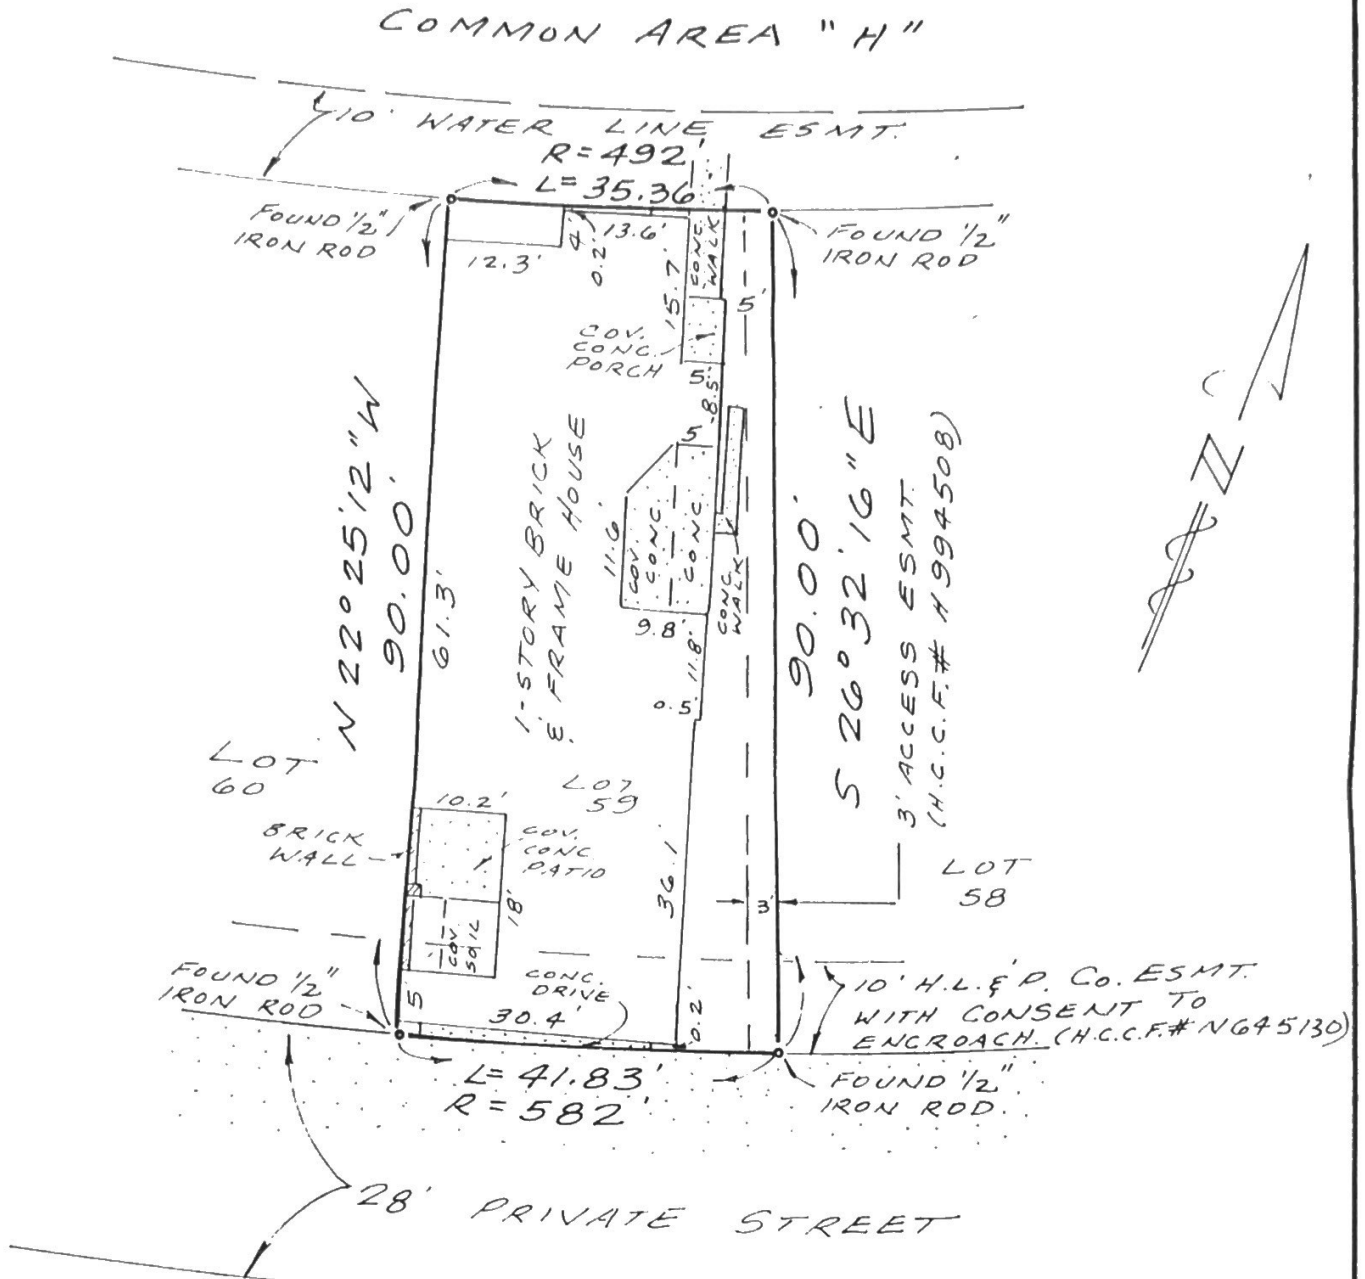 COMMON AREA "H"
10' WATER LINE ESMT.
R=492'
L=35.36
FOUND 1/2"
IRON ROD
FOUND 1/2"
IRON ROD
12.3'
4'
0.2'
13.6'
15.7'
CONC.
WALK
5'
COV.
CONC.
PORCH
5
8.5'
5
N 22° 25' 12" W
90.00'
61.3'
1-STORY BRICK
& FRAME HOUSE
11.6'
COV.
CONC.
CONC.
9.8'
CONC.
WALK
11.8'
0.5'
90.00'
S 26° 32' 16" E
3' ACCESS ESMT.
(H.C.C.F.# H994508)
N
LOT
60
LOT
59
10.2'
BRICK
WALL
COV.
CONC.
PATIO
18'
COV.
SOIL
36.1
3'
LOT
58
FOUND 1/2"
IRON ROD
5
CONC.
DRIVE
30.4'
0.2'
10' H.L.& P. Co. ESMT.
WITH CONSENT TO
ENCROACH. (H.C.C.F.# N645130)
L=41.83'
R=582'
FOUND 1/2"
IRON ROD.
28' PRIVATE STREET